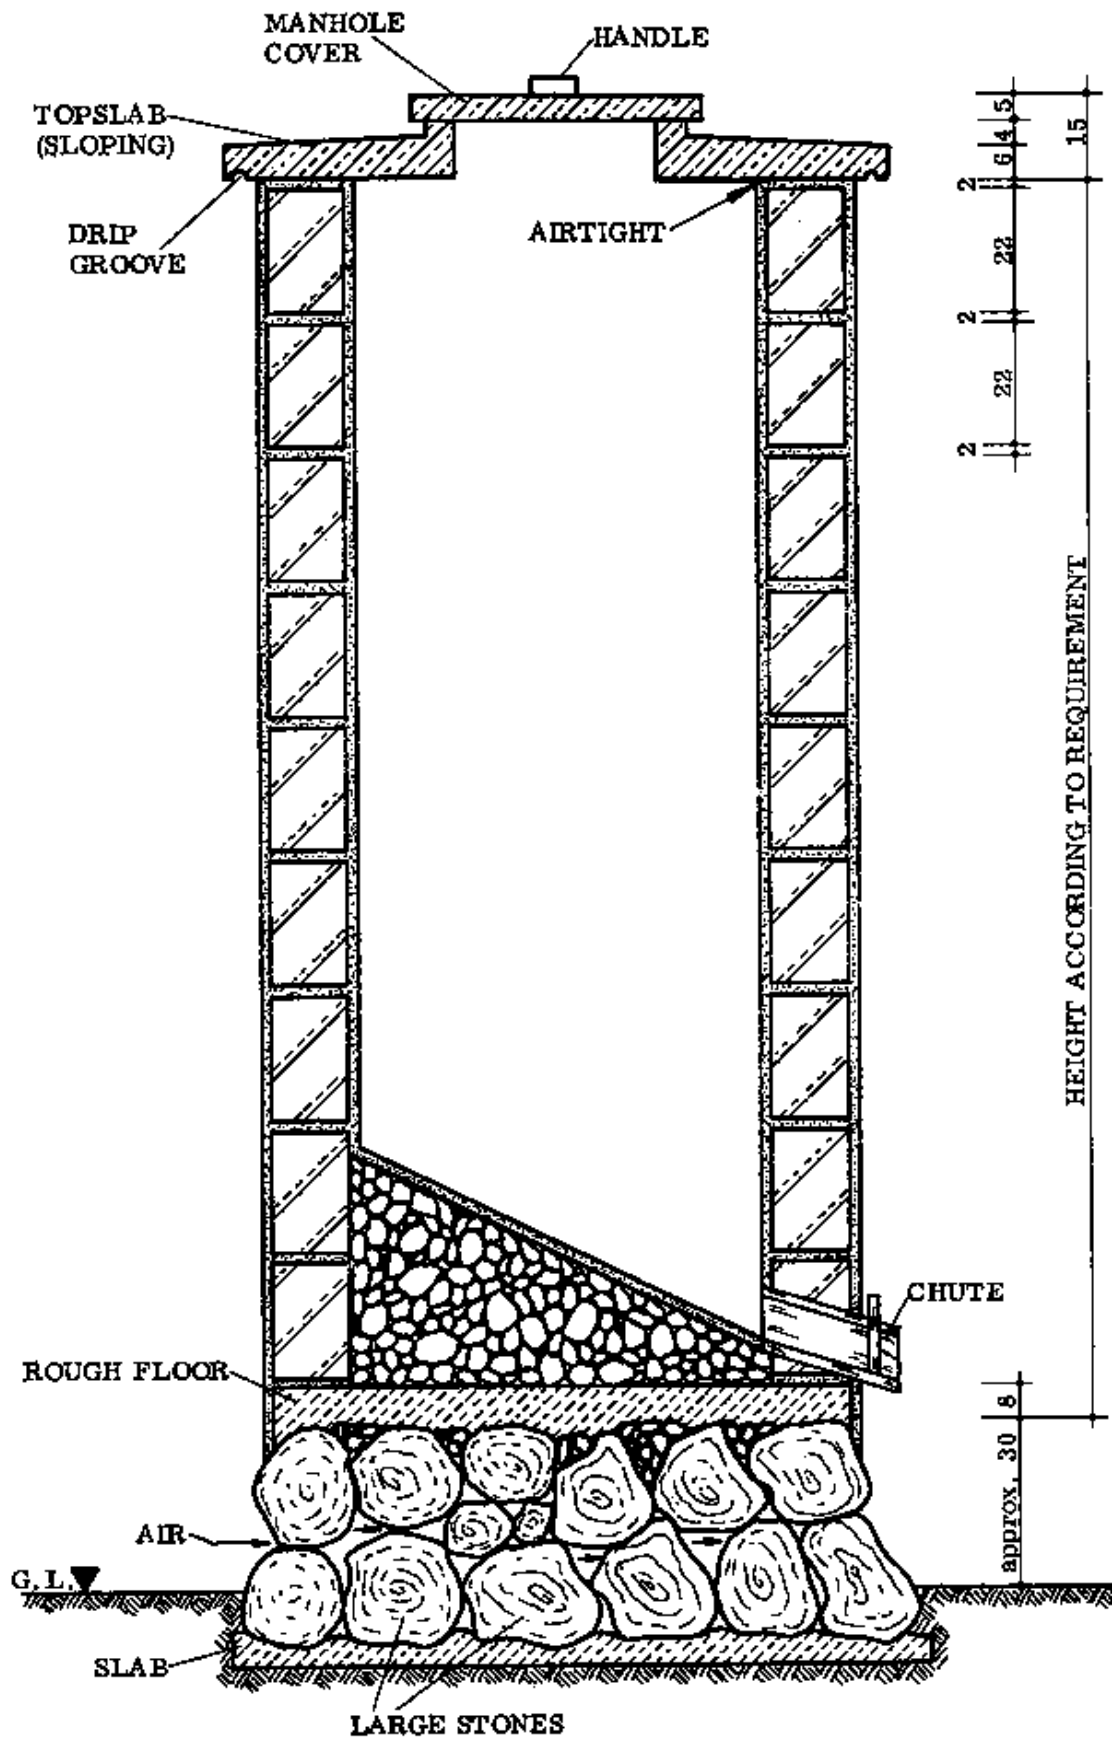 MANHOLE
COVER
HANDLE
TOPSLAB
(SLOPING)
DRIP
GROOVE
AIRTIGHT
5
4
6
15
2
22
2
22
2
HEIGHT ACCORDING TO REQUIREMENT
CHUTE
ROUGH FLOOR
8
approx. 30
AIR
G. L.
SLAB
LARGE STONES